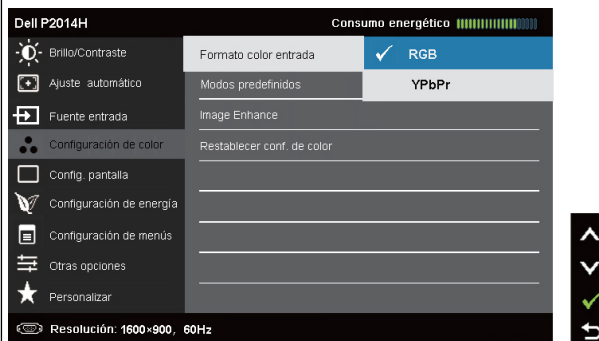 Dell P2014H
Consumo energético
Brillo/Contraste
Ajuste automático
Fuente entrada
Configuración de color
Config. pantalla
Configuración de energía
Configuración de menús
Otras opciones
Personalizar
Formato color entrada
Modos predefinidos
Image Enhance
Restablecer conf. de color
RGB
YPbPr
Resolución: 1600×900, 60Hz